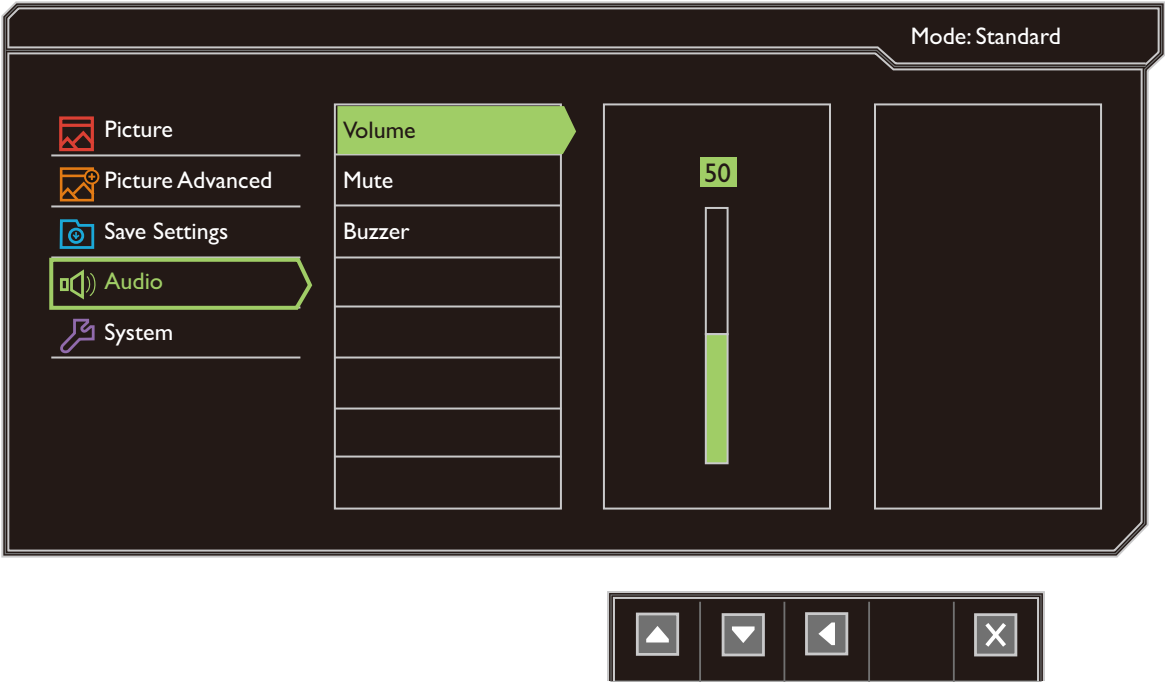 Mode: Standard
Picture
Picture Advanced
Save Settings
Audio
System
Volume
Mute
Buzzer
50
X